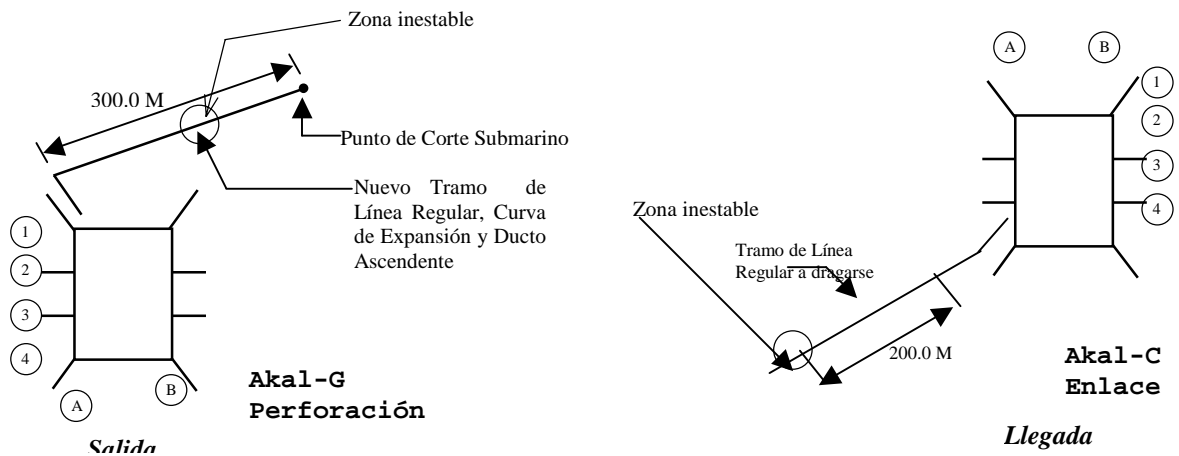 Zona inestable
300.0 M
Punto de Corte Submarino
Nuevo Tramo de
Línea Regular, Curva
de Expansión y Ducto
Ascendente
1
2
3
4
A
B
Akal-G
Perforación
Salida
A
B
1
2
3
4
Zona inestable
Tramo de Línea
Regular a dragarse
200.0 M
Akal-C
Enlace
Llegada